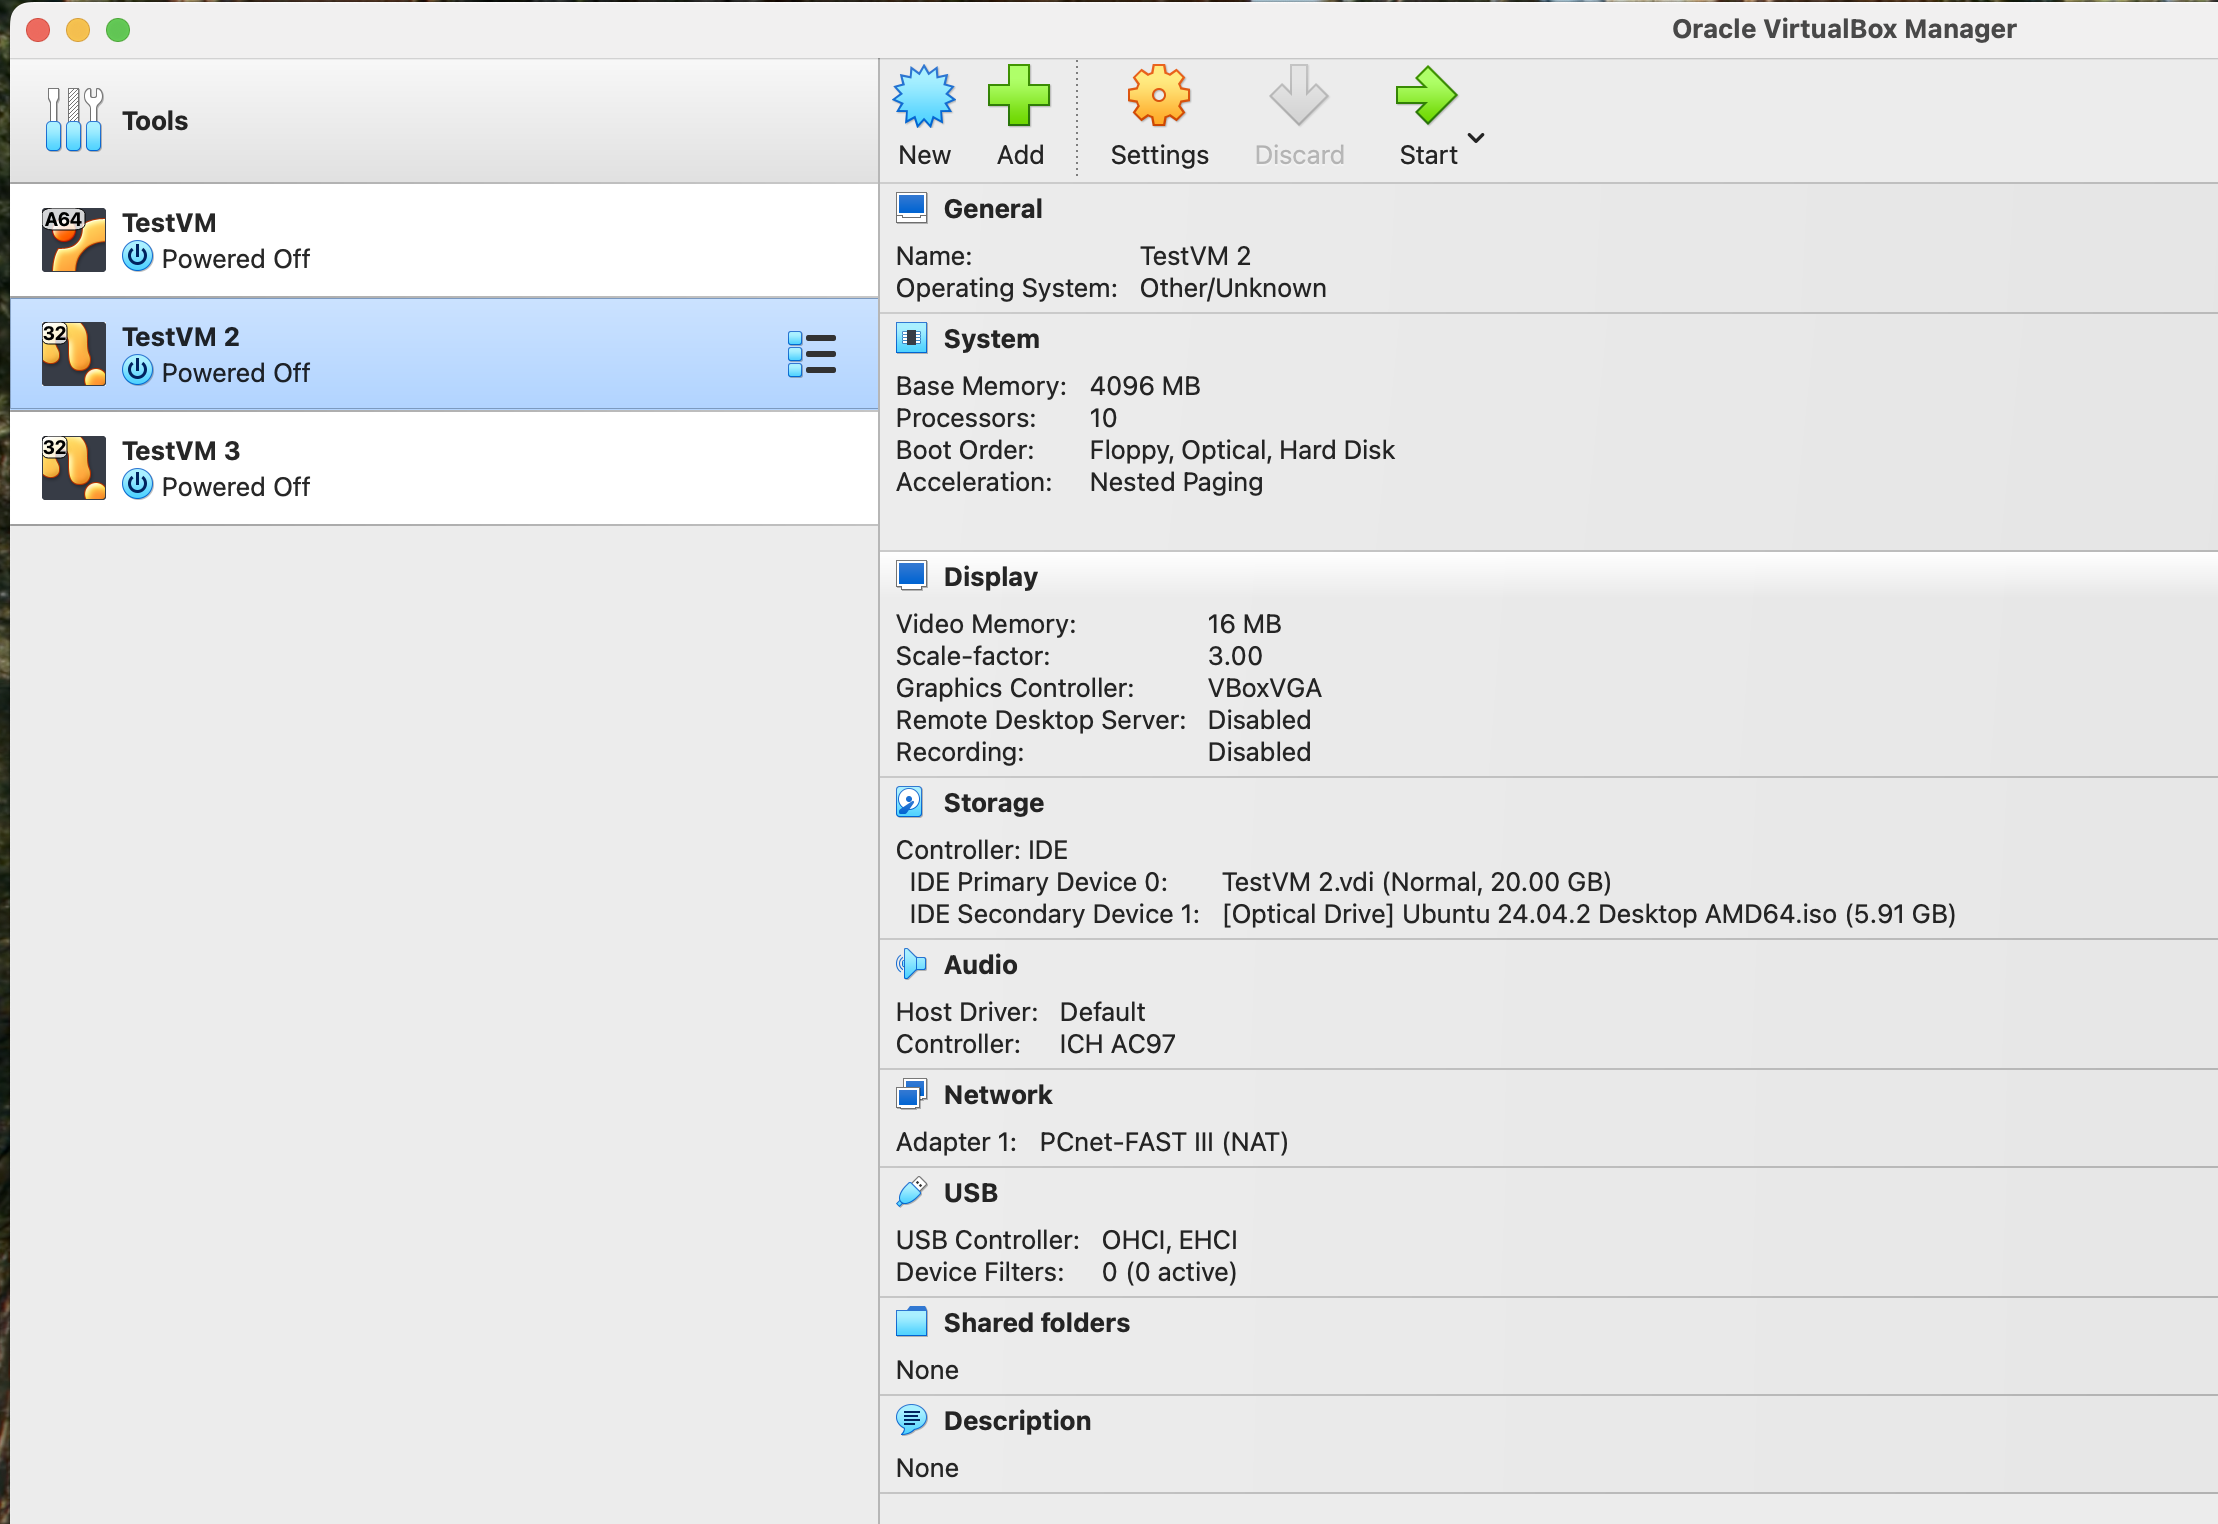 Oracle VirtualBox Manager
Tools
New
Add
Settings
Discard
Start
A64
TestVM
Powered Off
32
TestVM 2
Powered Off
32
TestVM 3
Powered Off
General
Name: TestVM 2
Operating System: Other/Unknown
System
Base Memory: 4096 MB
Processors: 10
Boot Order: Floppy, Optical, Hard Disk
Acceleration: Nested Paging
Display
Video Memory: 16 MB
Scale-factor: 3.00
Graphics Controller: VBoxVGA
Remote Desktop Server: Disabled
Recording: Disabled
Storage
Controller: IDE
IDE Primary Device 0: TestVM 2.vdi (Normal, 20.00 GB)
IDE Secondary Device 1: [Optical Drive] Ubuntu 24.04.2 Desktop AMD64.iso (5.91 GB)
Audio
Host Driver: Default
Controller: ICH AC97
Network
Adapter 1: PCnet-FAST III (NAT)
USB
USB Controller: OHCI, EHCI
Device Filters: 0 (0 active)
Shared folders
None
Description
None